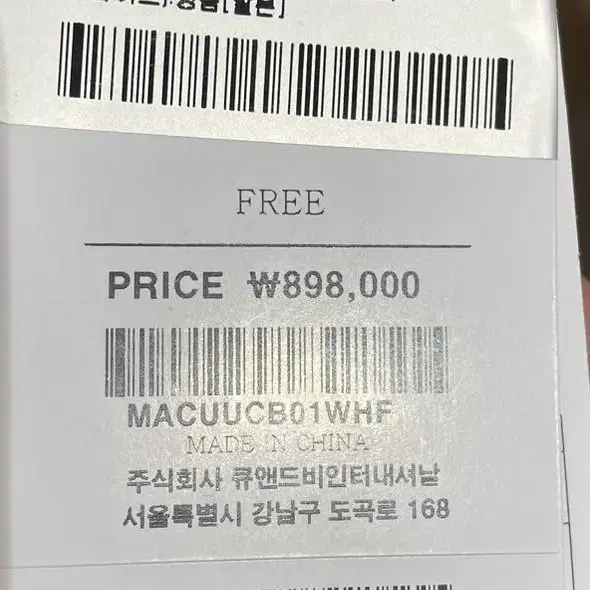 FREE
PRICE ₩898,000
MACUUCB01WHF
MADE IN CHINA
주식회사 큐앤드비인터내셔날
서울특별시 강남구 도곡로 168